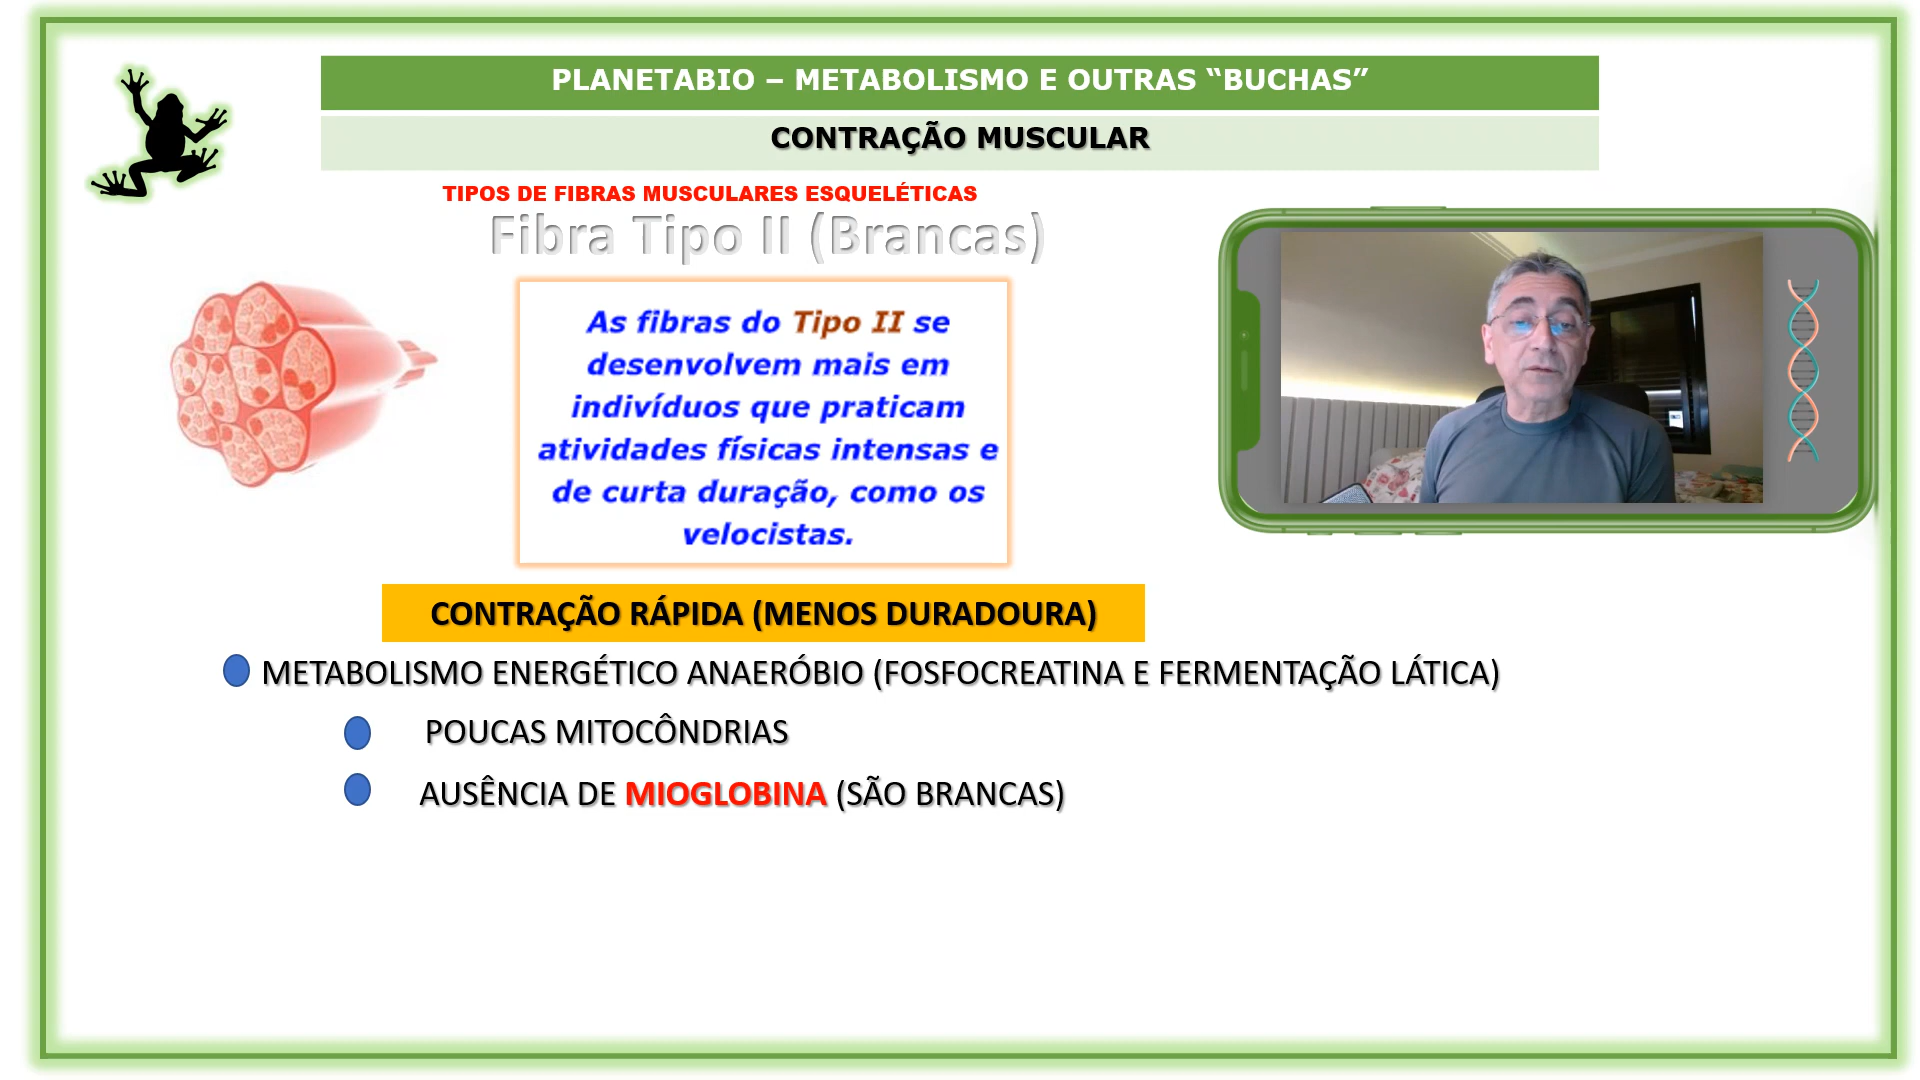 PLANETABIO – METABOLISMO E OUTRAS “BUCHAS”
CONTRAÇÃO MUSCULAR
TIPOS DE FIBRAS MUSCULARES ESQUELÉTICAS
Fibra Tipo II (Brancas)
As fibras do Tipo II se
desenvolvem mais em
indivíduos que praticam
atividades físicas intensas e
de curta duração, como os
velocistas.
CONTRAÇÃO RÁPIDA (MENOS DURADOURA)
METABOLISMO ENERGÉTICO ANAERÓBIO (FOSFOCREATINA E FERMENTAÇÃO LÁTICA)
POUCAS MITOCÔNDRIAS
AUSÊNCIA DE MIOGLOBINA (SÃO BRANCAS)